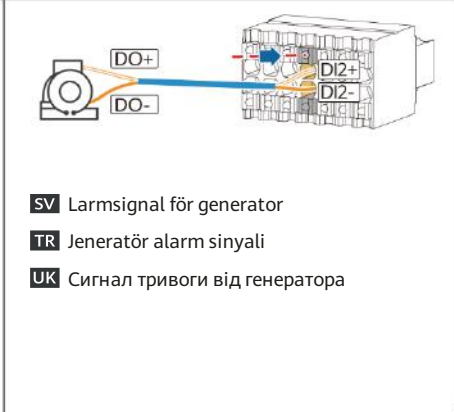 DO+
DI2+
DI2-
DO-
SV Larmsignal för generator
TR Jeneratör alarm sinyali
UK Сигнал тривоги від генератора